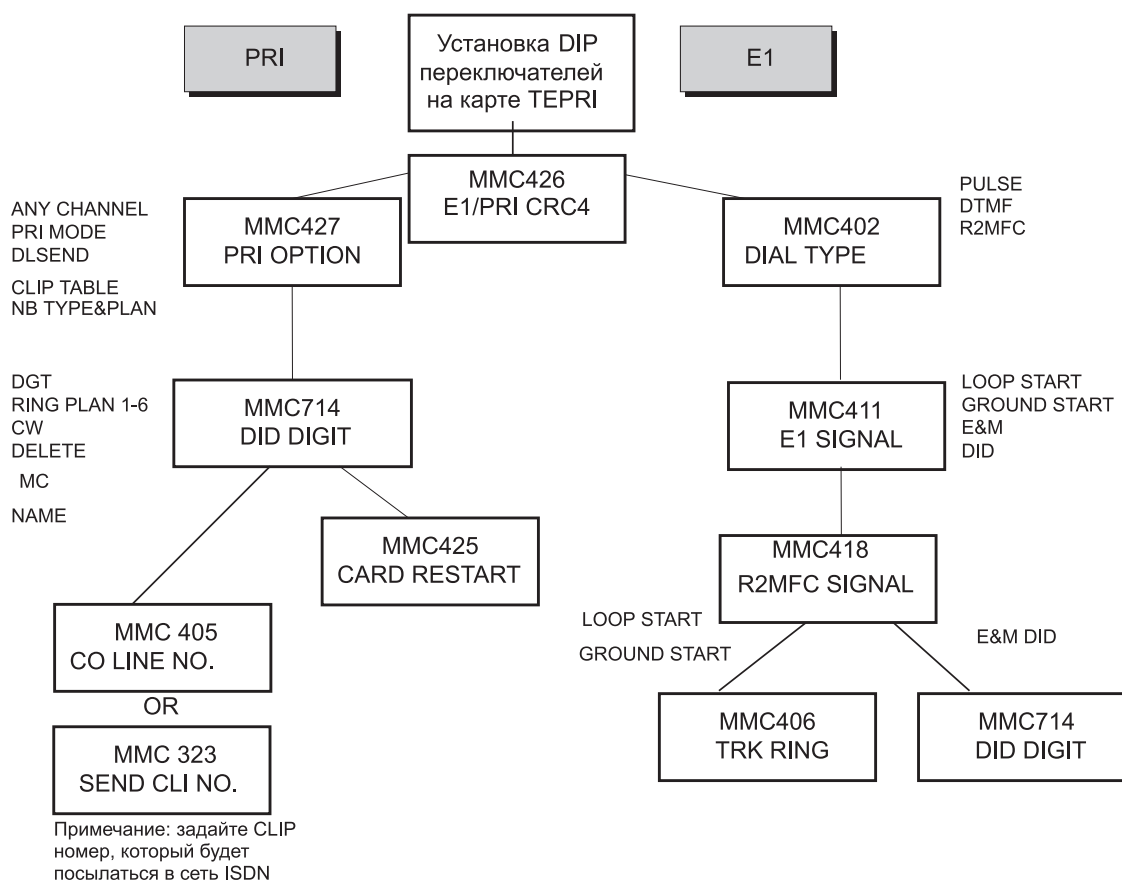 PRI
Установка DIP
переключателей
на карте TEPRI
E1
MMC426
E1/PRI CRC4
ANY CHANNEL
PRI MODE
DLSEND
CLIP TABLE
NB TYPE&PLAN
MMC427
PRI OPTION
MMC402
DIAL TYPE
PULSE
DTMF
R2MFC
DGT
RING PLAN 1-6
CW
DELETE
MC
NAME
MMC714
DID DIGIT
MMC411
E1 SIGNAL
LOOP START
GROUND START
E&M
DID
MMC425
CARD RESTART
MMC418
R2MFC SIGNAL
MMC 405
CO LINE NO.
OR
MMC 323
SEND CLI NO.
Примечание: задайте CLIP
номер, который будет
посылаться в сеть ISDN
LOOP START
GROUND START
E&M DID
MMC406
TRK RING
MMC714
DID DIGIT